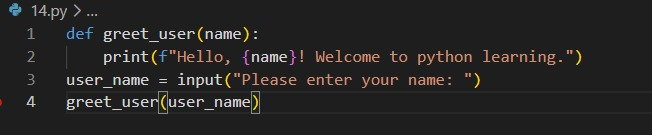 14.py > ...
1 def greet_user(name):
2     print(f"Hello, {name}! Welcome to python learning.")
3 user_name = input("Please enter your name: ")
4 greet_user(user_name)